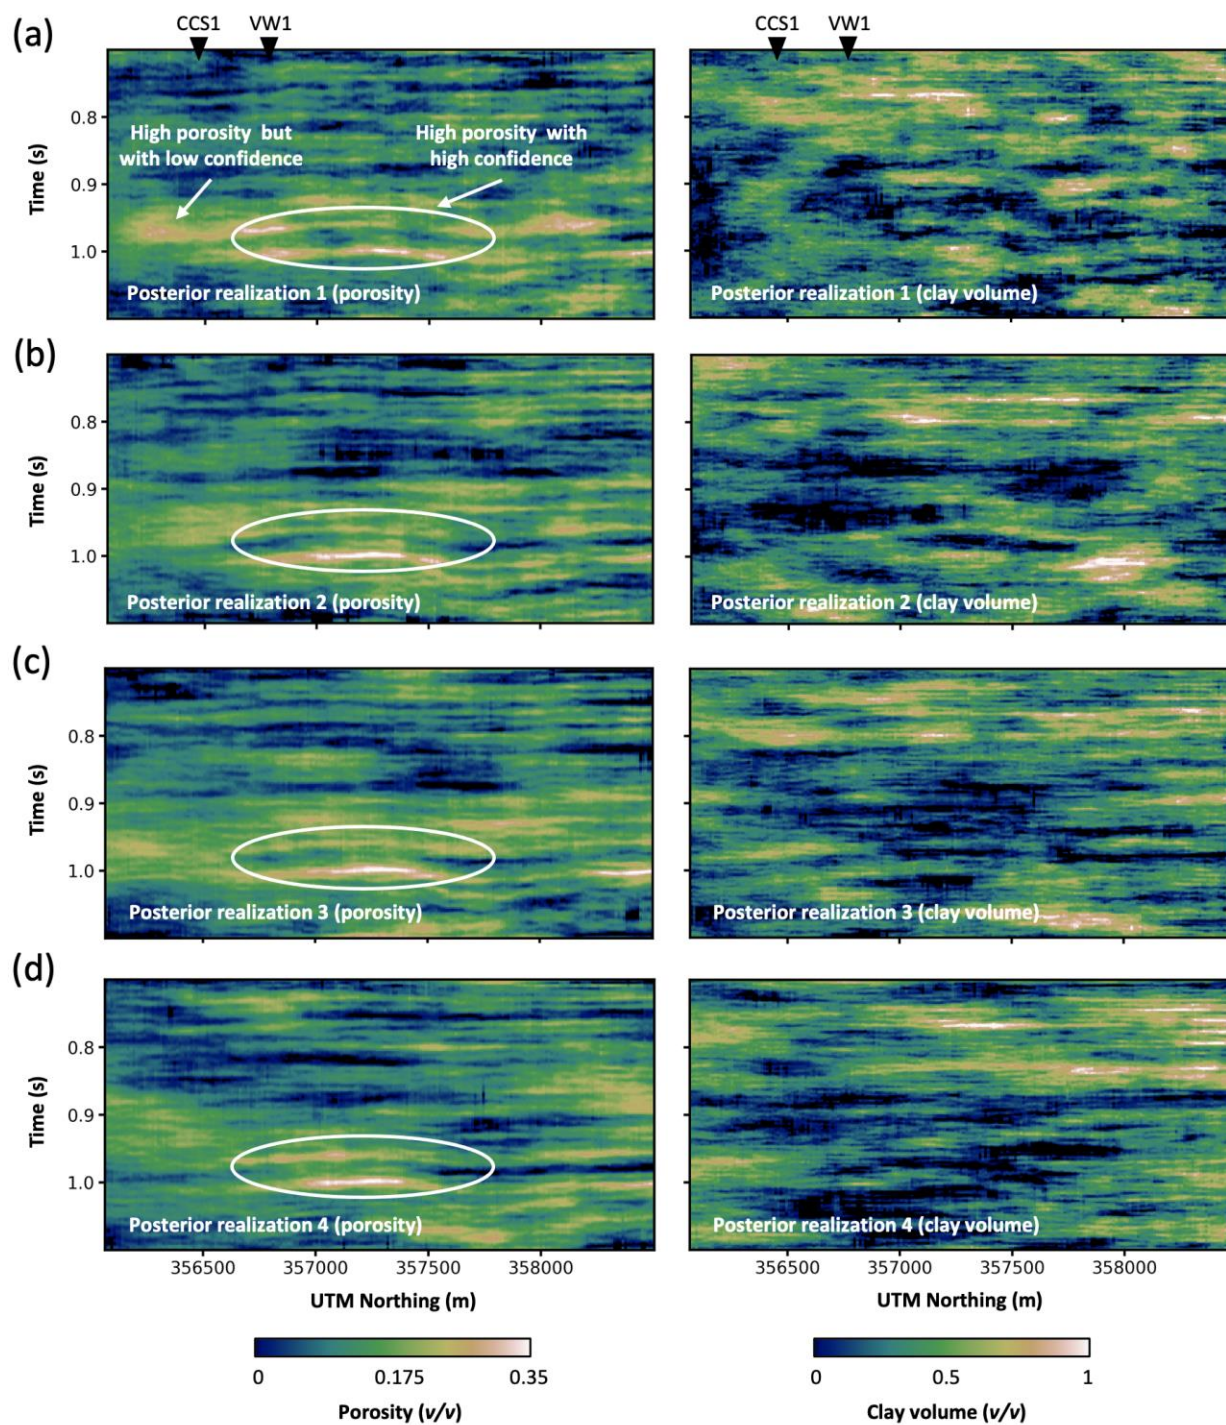 (a)
CCS1 VW1
CCS1 VW1
High porosity but
with low confidence
High porosity with
high confidence
Time (s)
0.8
0.9
1.0
Posterior realization 1 (porosity)
Posterior realization 1 (clay volume)
(b)
Time (s)
0.8
0.9
1.0
Time (s)
Posterior realization 2 (porosity)
Posterior realization 2 (clay volume)
(c)
Time (s)
0.8
0.9
1.0
Posterior realization 3 (porosity)
Posterior realization 3 (clay volume)
(d)
Time (s)
0.8
0.9
1.0
Posterior realization 4 (porosity)
Posterior realization 4 (clay volume)
356500 357000 357500 358000
356500 357000 357500 358000
UTM Northing (m)
UTM Northing (m)
0 0.175 0.35
0 0.5 1
Porosity (v/v)
Clay volume (v/v)